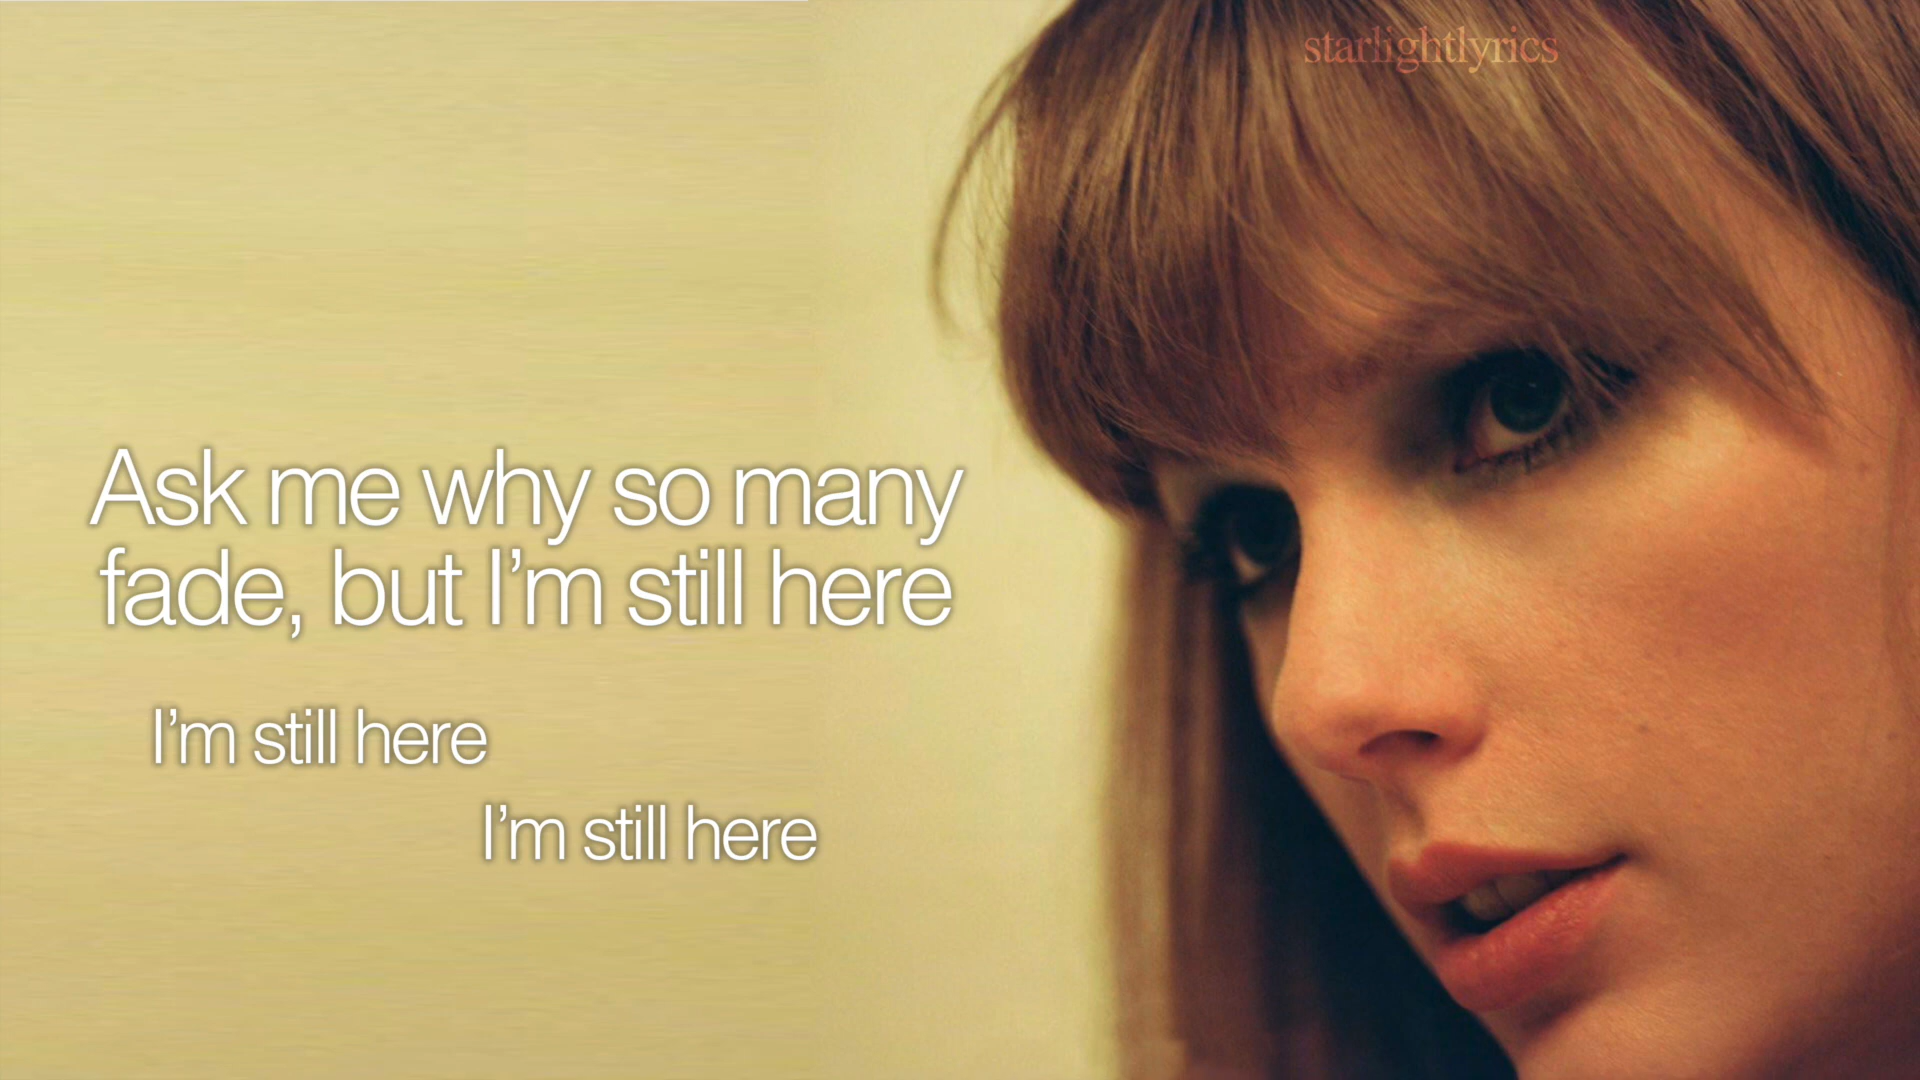 starlightlyrics
Ask me why so many
fade, but I'm still here
I'm still here
I'm still here